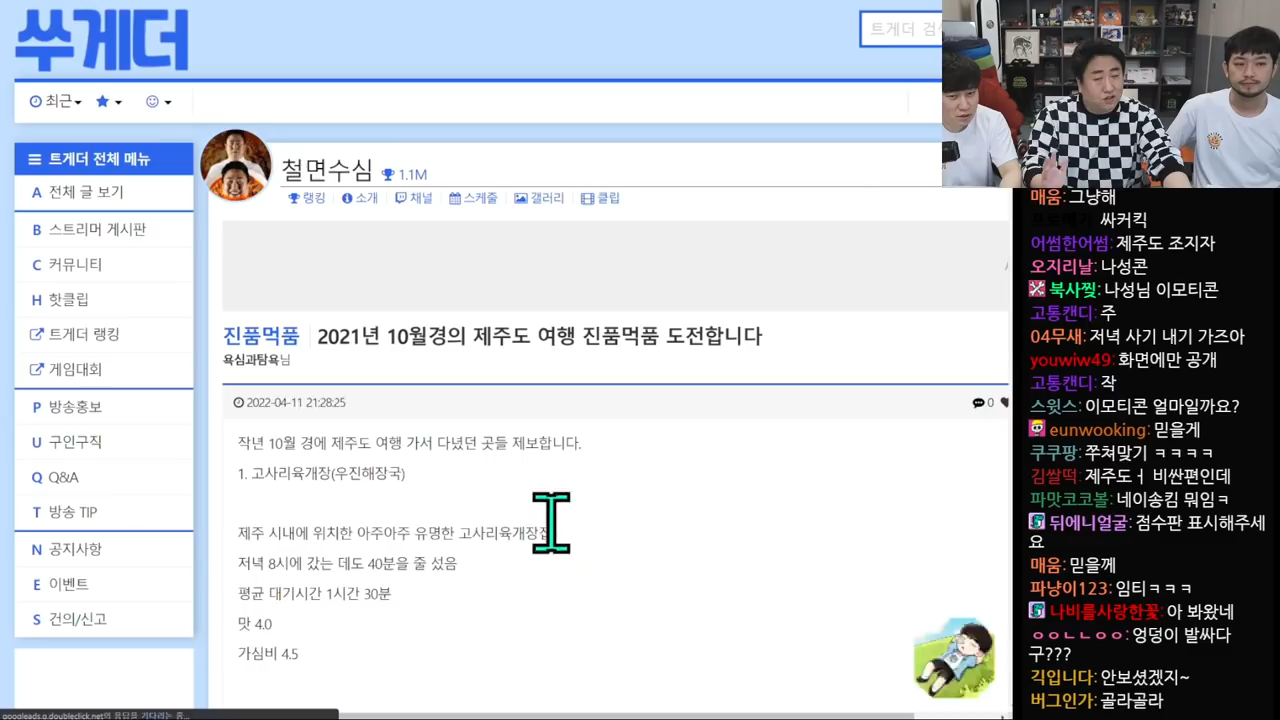 쑤게더
트게더 검
최근
트게더 전체 메뉴
A 전체 글 보기
B 스트리머 게시판
C 커뮤니티
H 핫클립
트게더 랭킹
게임대회
P 방송홍보
U 구인구직
Q Q&A
T 방송 TIP
N 공지사항
E 이벤트
S 건의/신고
철면수심 1.1M
랭킹 소개 채널 스케줄 갤러리 클립
진품먹품 2021년 10월경의 제주도 여행 진품먹품 도전합니다
욕심과탐욕님
2022-04-11 21:28:25
0
작년 10월 경에 제주도 여행 가서 다녔던 곳들 제보합니다.
1. 고사리육개장(우진해장국)
제주 시내에 위치한 아주아주 유명한 고사리육개장집
저녁 8시에 갔는 데도 40분을 줄 섰음
평균 대기시간 1시간 30분
맛 4.0
가심비 4.5
매움: 그냥해
싸커킥
어썸한어썸: 제주도 조지자
오지리날: 나성콘
북사찢: 나성님 이모티콘
고통캔디: 주
04무새: 저녁 사기 내기 가즈아
youwiw49: 화면에만 공개
고통캔디: 작
스윗스: 이모티콘 얼마일까요?
eunwooking: 믿을게
쿠쿠팡: 쭈쳐맞기 ㅋㅋㅋㅋ
김쌀떡: 제주도ㅓ 비싼편인데
파맛코코볼: 네이송킴 뭐임ㅋ
뒤에니얼굴: 점수판 표시해주세
요
매움: 믿을께
파냥이123: 임티ㅋㅋㅋ
나비를사랑한꽃: 아 봐왔네
ㅇㅇㄴㄴㅇㅇ: 엉덩이 발싸다
구???
긱입니다: 안보셨겠지~
버그인가: 골라골라
googleads.g.doubleclick.net의 응답을 기다리는 중...